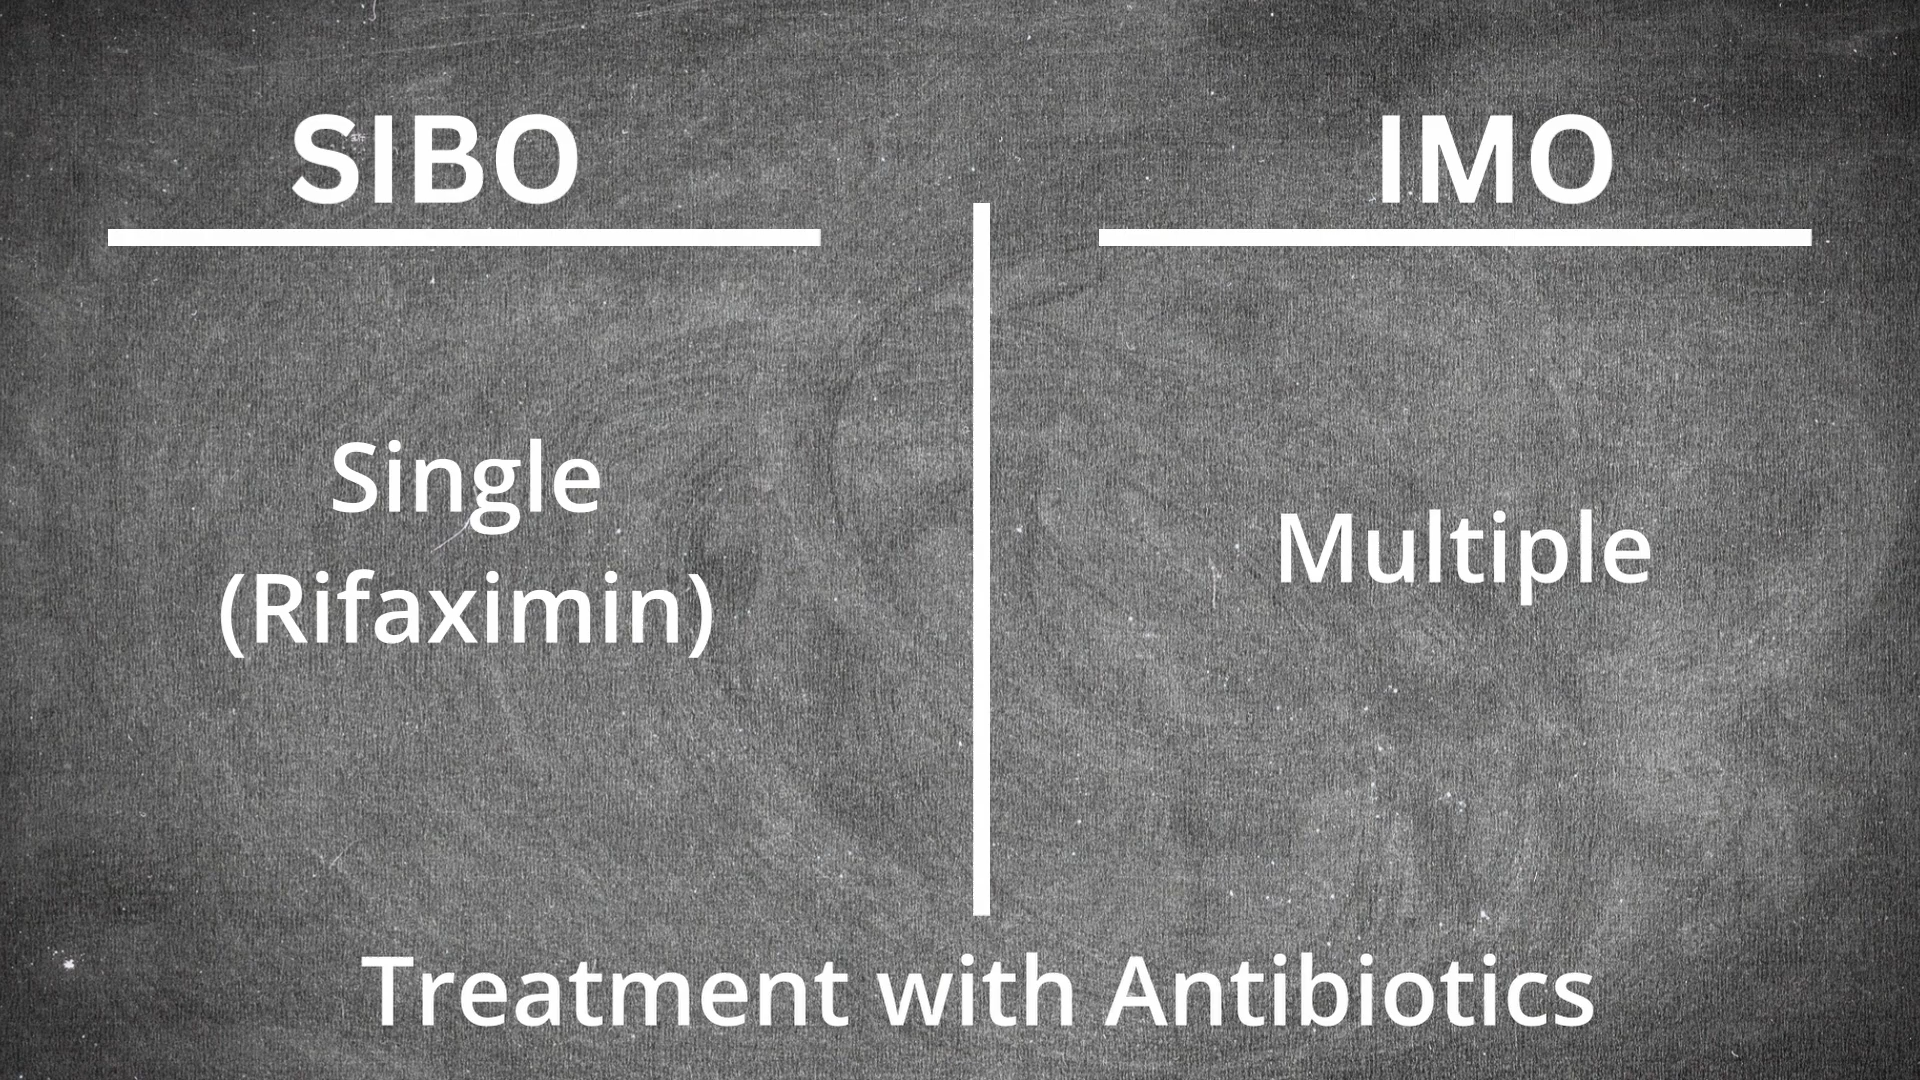 SIBO
IMO
Single
(Rifaximin)
Multiple
Treatment with Antibiotics